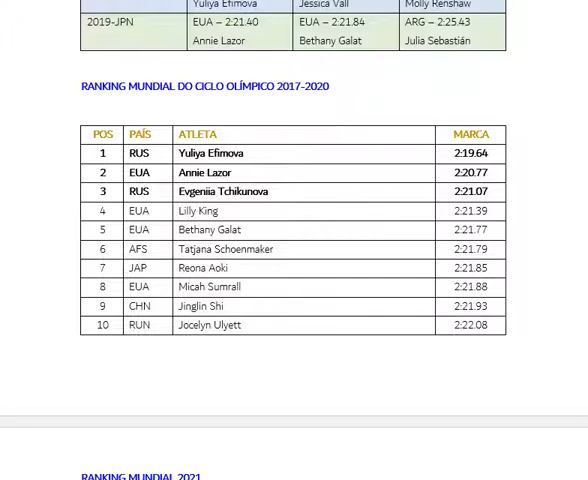 Yuliya Efimova Jessica Vall Molly Renshaw
2019-JPN EUA – 2:21.40 EUA – 2:21.84 ARG – 2:25.43
Annie Lazor Bethany Galat Julia Sebastián
RANKING MUNDIAL DO CICLO OLÍMPICO 2017-2020
POS PAÍS ATLETA MARCA
1 RUS Yuliya Efimova 2:19.64
2 EUA Annie Lazor 2:20.77
3 RUS Evgeniia Tchikunova 2:21.07
4 EUA Lilly King 2:21.39
5 EUA Bethany Galat 2:21.77
6 AFS Tatjana Schoenmaker 2:21.79
7 JAP Reona Aoki 2:21.85
8 EUA Micah Sumrall 2:21.88
9 CHN Jinglin Shi 2:21.93
10 RUN Jocelyn Ulyett 2:22.08
RANKING MUNDIAL 2021